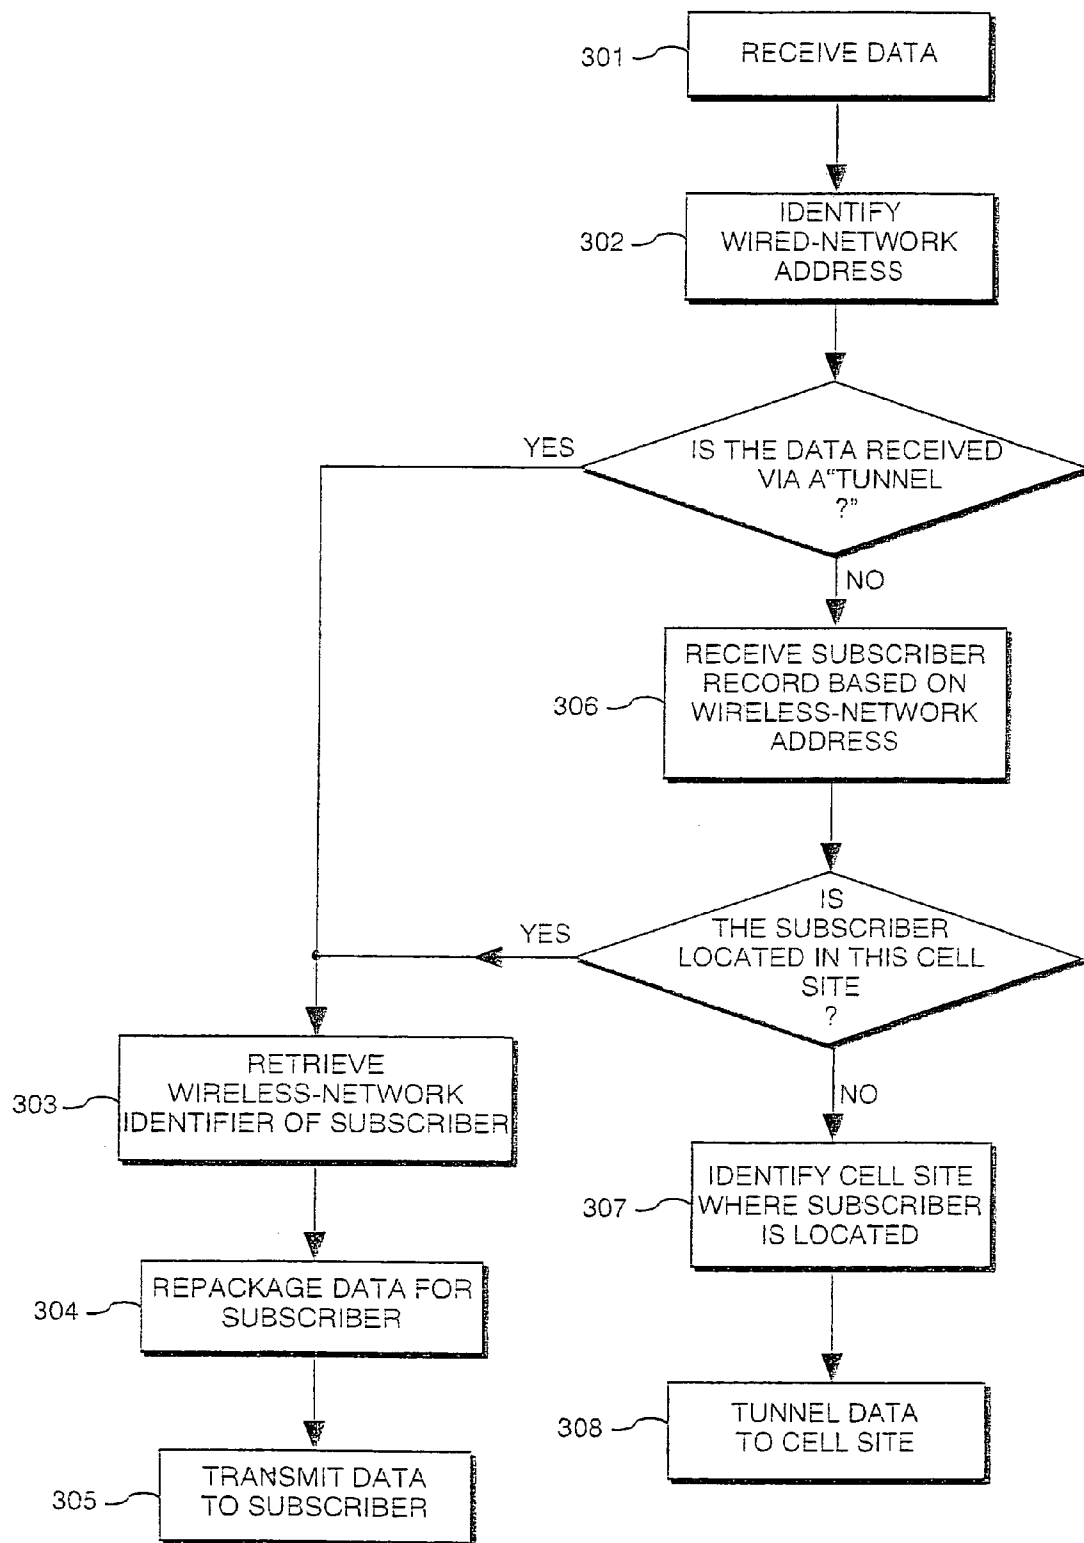 301
RECEIVE DATA
302
IDENTIFY
WIRED-NETWORK
ADDRESS
YES
IS THE DATA RECEIVED
VIA A“TUNNEL
?”
NO
306
RECEIVE SUBSCRIBER
RECORD BASED ON
WIRELESS-NETWORK
ADDRESS
YES
IS
THE SUBSCRIBER
LOCATED IN THIS CELL
SITE
?
NO
303
RETRIEVE
WIRELESS-NETWORK
IDENTIFIER OF SUBSCRIBER
307
IDENTIFY CELL SITE
WHERE SUBSCRIBER
IS LOCATED
304
REPACKAGE DATA FOR
SUBSCRIBER
308
TUNNEL DATA
TO CELL SITE
305
TRANSMIT DATA
TO SUBSCRIBER